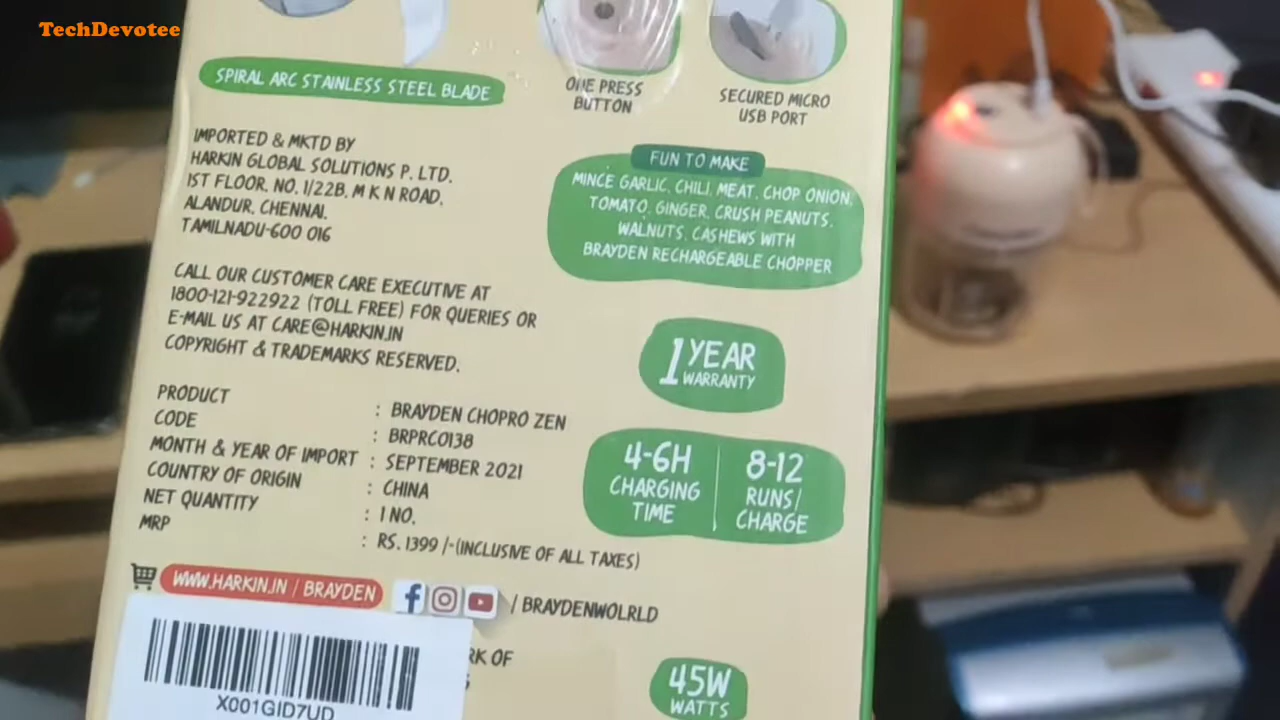 TechDevotee
SPIRAL ARC STAINLESS STEEL BLADE
ONE PRESS
BUTTON
SECURED MICRO
USB PORT
IMPORTED & MKTD BY
HARKIN GLOBAL SOLUTIONS P. LTD.
1ST FLOOR, NO. 1/22B, M K N ROAD,
ALANDUR, CHENNAI,
TAMILNADU-600 016
FUN TO MAKE
MINCE GARLIC, CHILI, MEAT, CHOP ONION,
TOMATO, GINGER, CRUSH PEANUTS,
WALNUTS, CASHEWS WITH
BRAYDEN RECHARGEABLE CHOPPER
CALL OUR CUSTOMER CARE EXECUTIVE AT
1800-121-922922 (TOLL FREE) FOR QUERIES OR
E-MAIL US AT CARE@HARKIN.IN
COPYRIGHT & TRADEMARKS RESERVED.
1 YEAR
WARRANTY
PRODUCT : BRAYDEN CHOPRO ZEN
CODE : BRPRC0138
MONTH & YEAR OF IMPORT : SEPTEMBER 2021
COUNTRY OF ORIGIN : CHINA
NET QUANTITY : 1 NO.
MRP : RS. 1399 /-(INCLUSIVE OF ALL TAXES)
4-6H
CHARGING
TIME
8-12
RUNS/
CHARGE
WWW.HARKIN.IN / BRAYDEN
/ BRAYDENWOLRLD
RK OF
X001GID7UD
45W
WATTS